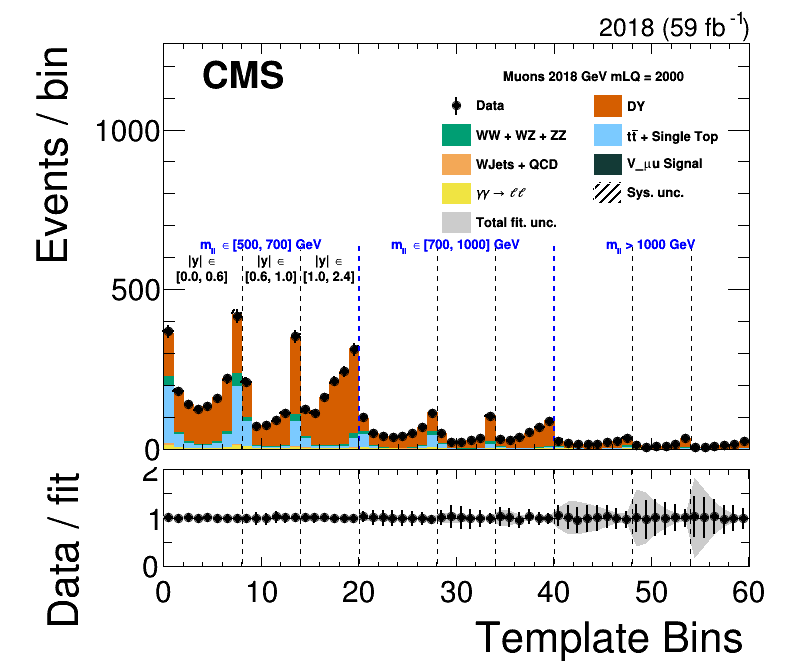 2018 (59 fb⁻¹)
CMS
Muons 2018 GeV mLQ = 2000
Data
DY
WW + WZ + ZZ
tt̅ + Single Top
WJets + QCD
V_μu Signal
γγ → ℓℓ
Sys. unc.
Total fit. unc.
m_ll ∈ [500, 700] GeV
m_ll ∈ [700, 1000] GeV
m_ll > 1000 GeV
|y| ∈
[0.0, 0.6]
|y| ∈
[0.6, 1.0]
|y| ∈
[1.0, 2.4]
Events / bin
1000
500
0
Data / fit
2
1
0
0 10 20 30 40 50 60
Template Bins